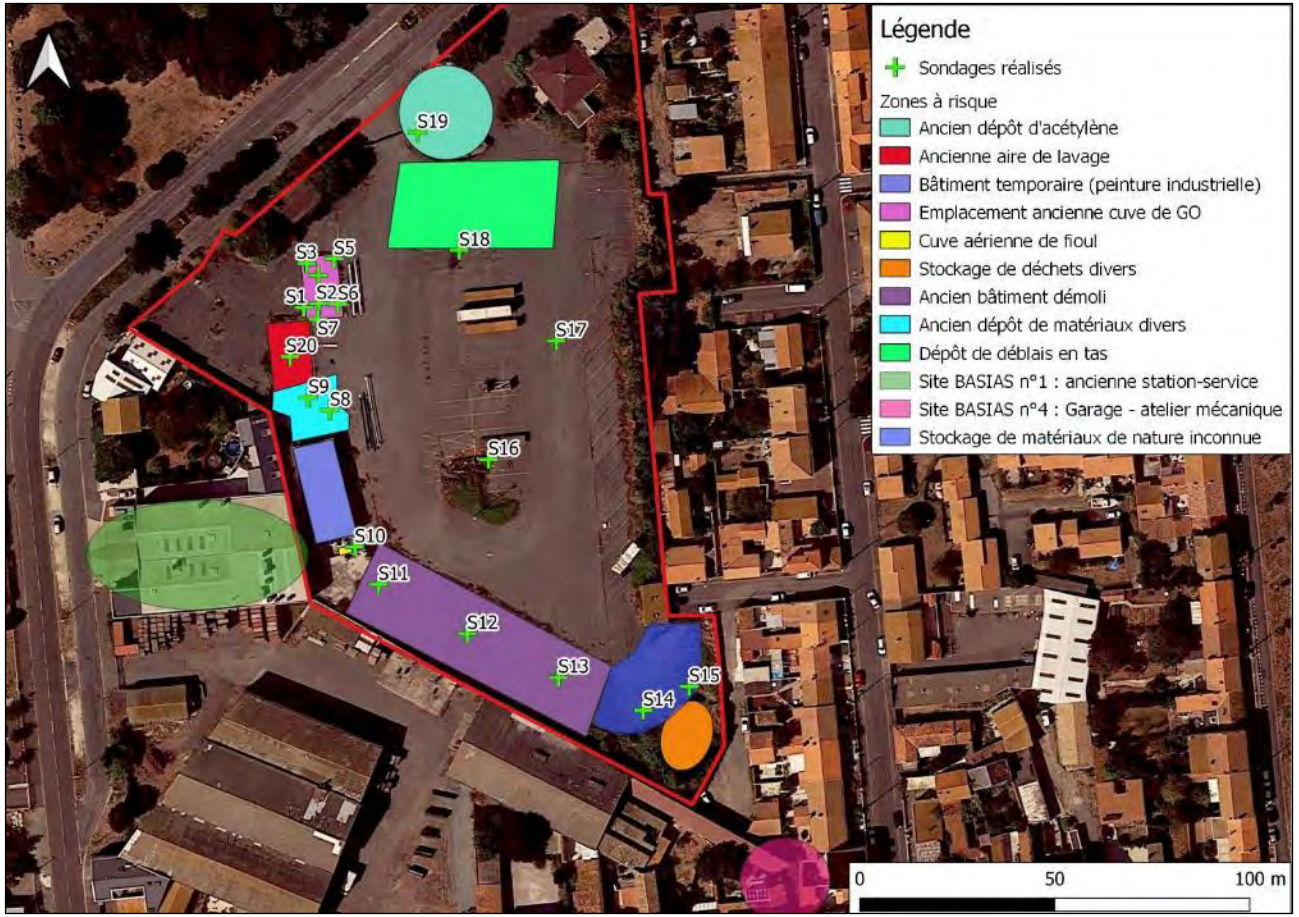 Légende
Sondages réalisés
Zones à risque
Ancien dépôt d'acétylène
Ancienne aire de lavage
Bâtiment temporaire (peinture industrielle)
Emplacement ancienne cuve de GO
Cuve aérienne de fioul
Stockage de déchets divers
Ancien bâtiment démoli
Ancien dépôt de matériaux divers
Dépôt de déblais en tas
Site BASIAS n°1 : ancienne station-service
Site BASIAS n°4 : Garage - atelier mécanique
Stockage de matériaux de nature inconnue
S19
S18
S3
S5
S1
S2
S6
S7
S17
S20
S9
S8
S16
S10
S11
S12
S13
S15
S14
0 50 100 m